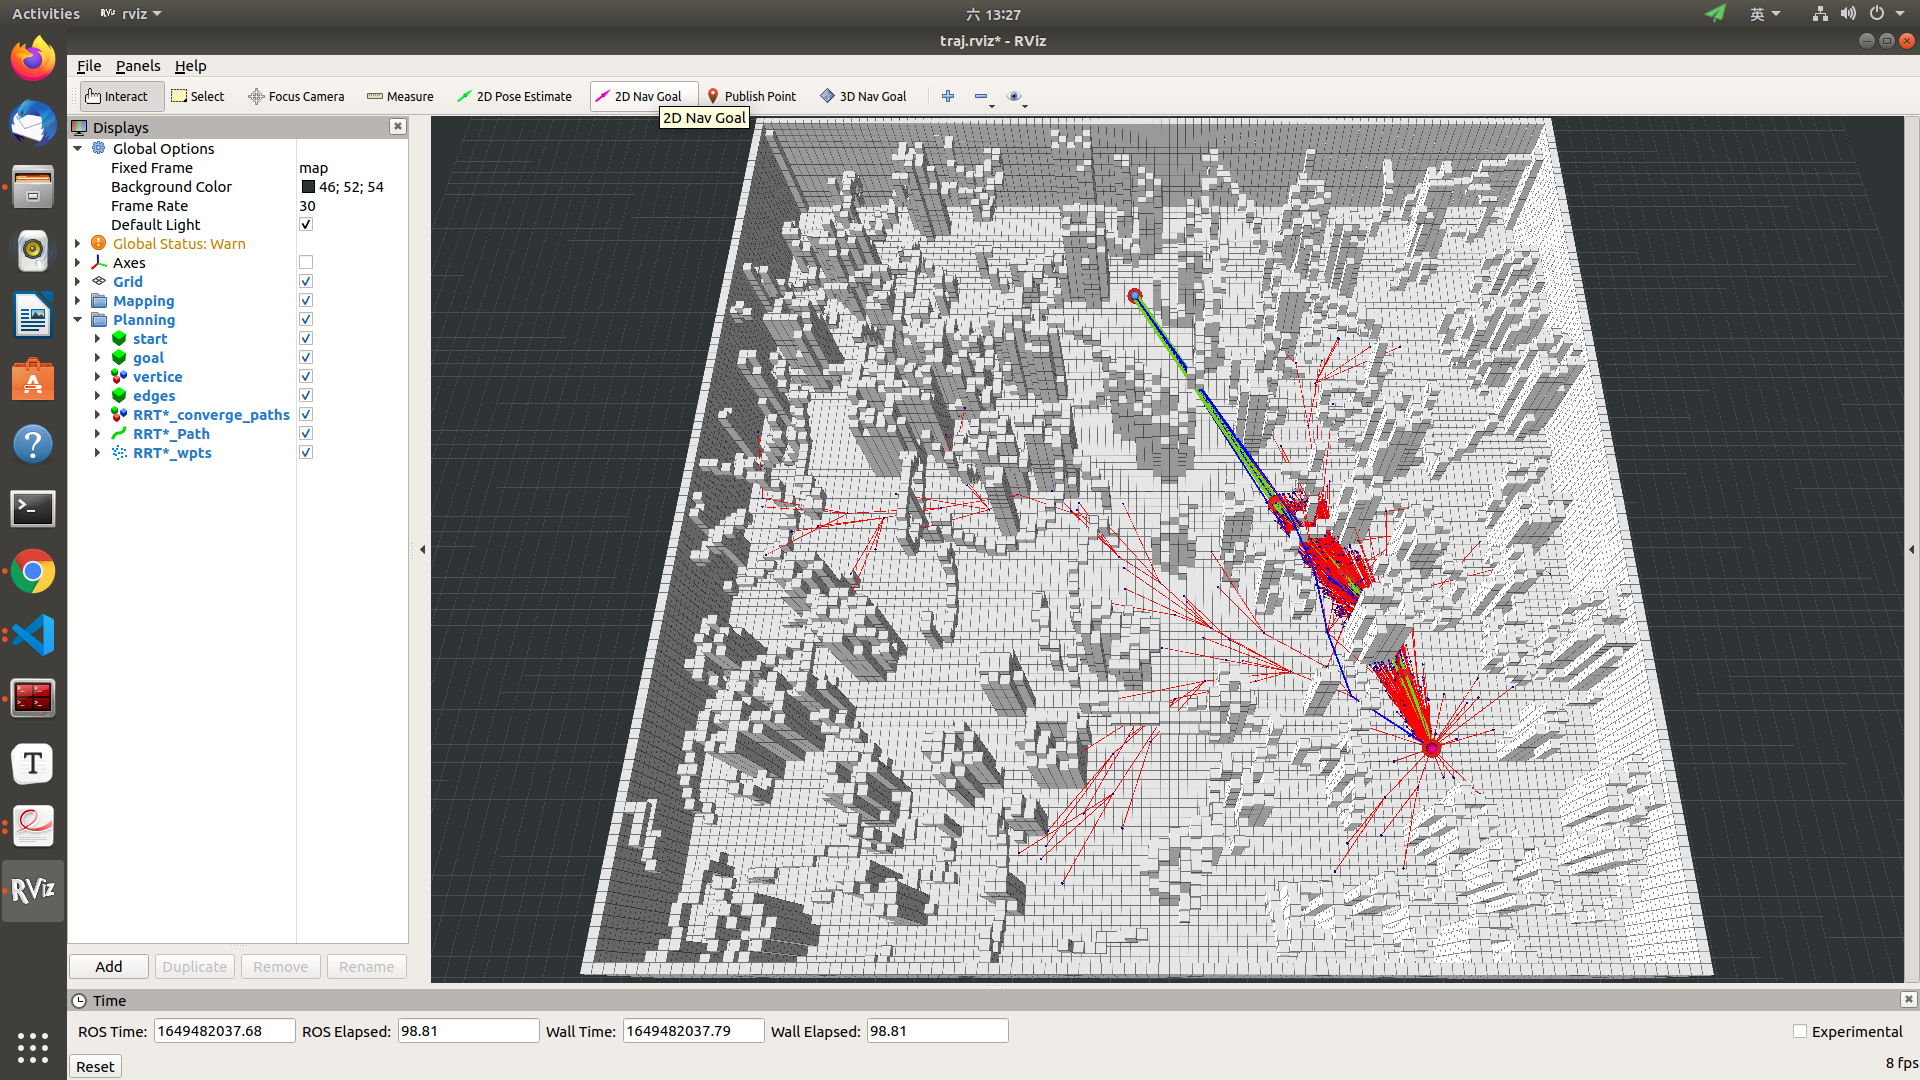 Activities rviz 六 13:27 英
traj.rviz* - RViz
File Panels Help
Interact Select Focus Camera Measure 2D Pose Estimate 2D Nav Goal Publish Point 3D Nav Goal
2D Nav Goal
Displays
Global Options
Fixed Frame map
Background Color 46; 52; 54
Frame Rate 30
Default Light
Global Status: Warn
Axes
Grid
Mapping
Planning
start
goal
vertice
edges
RRT*_converge_paths
RRT*_Path
RRT*_wpts
Add Duplicate Remove Rename
Time
ROS Time: 1649482037.68 ROS Elapsed: 98.81 Wall Time: 1649482037.79 Wall Elapsed: 98.81 Experimental
Reset 8 fps
T
RViz